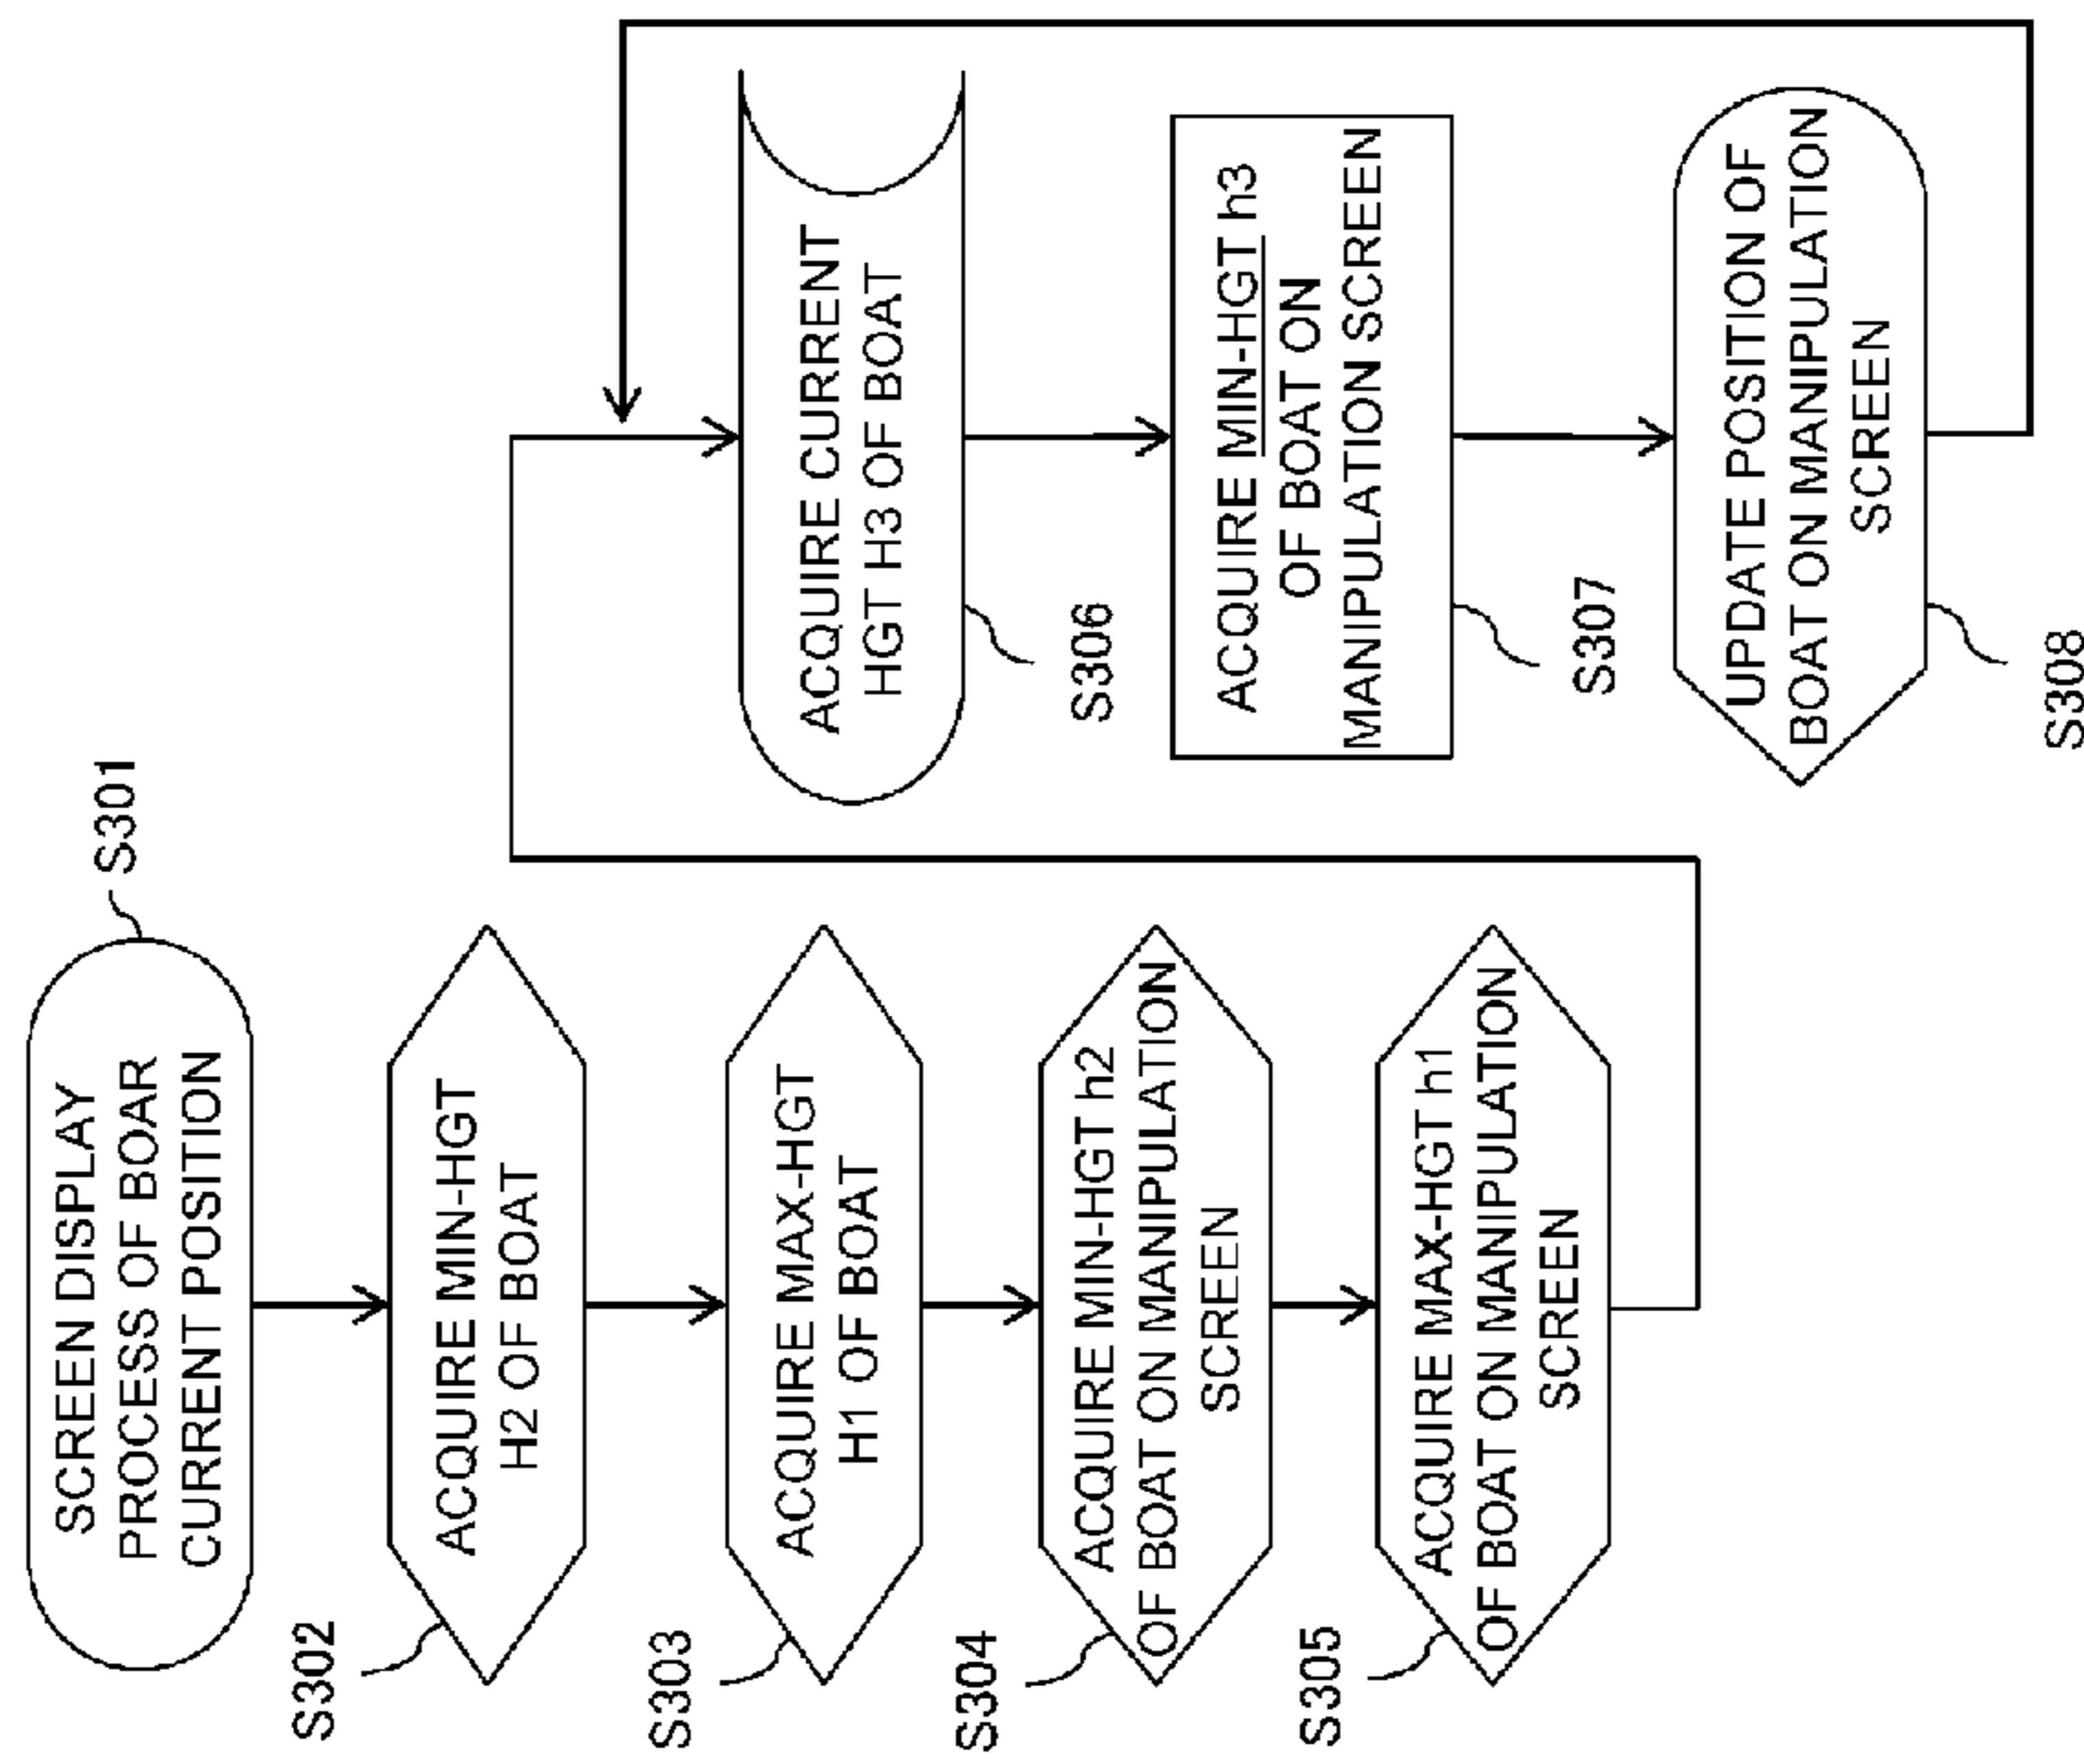 SCREEN DISPLAY
PROCESS OF BOAR
CURRENT POSITION
S301
ACQUIRE MIN-HGT
H2 OF BOAT
S302
ACQUIRE MAX-HGT
H1 OF BOAT
S303
ACQUIRE MIN-HGT h2
OF BOAT ON MANIPULATION
SCREEN
S304
ACQUIRE MAX-HGT h1
OF BOAT ON MANIPULATION
SCREEN
S305
ACQUIRE CURRENT
HGT H3 OF BOAT
S306
ACQUIRE MIN-HGT h3
OF BOAT ON
MANIPULATION SCREEN
S307
UPDATE POSITION OF
BOAT ON MANIPULATION
SCREEN
S308